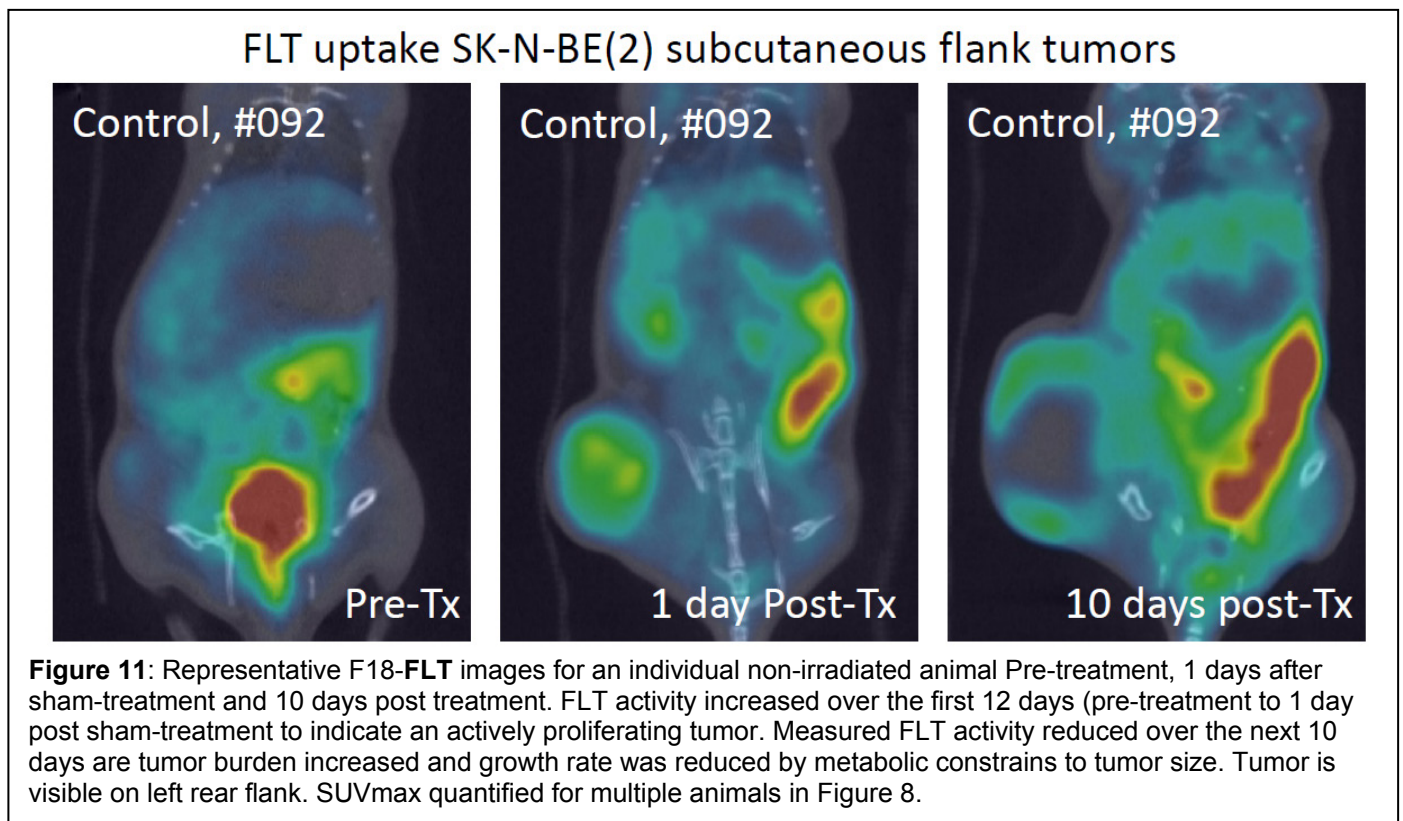 FLT uptake SK-N-BE(2) subcutaneous flank tumors
Control, #092
Control, #092
Control, #092
Pre-Tx
1 day Post-Tx
10 days post-Tx
Figure 11: Representative F18-FLT images for an individual non-irradiated animal Pre-treatment, 1 days after
sham-treatment and 10 days post treatment. FLT activity increased over the first 12 days (pre-treatment to 1 day
post sham-treatment to indicate an actively proliferating tumor. Measured FLT activity reduced over the next 10
days are tumor burden increased and growth rate was reduced by metabolic constrains to tumor size. Tumor is
visible on left rear flank. SUVmax quantified for multiple animals in Figure 8.